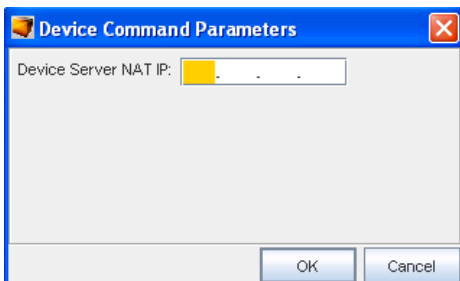 Device Command Parameters
Device Server NAT IP: . . .
OK Cancel